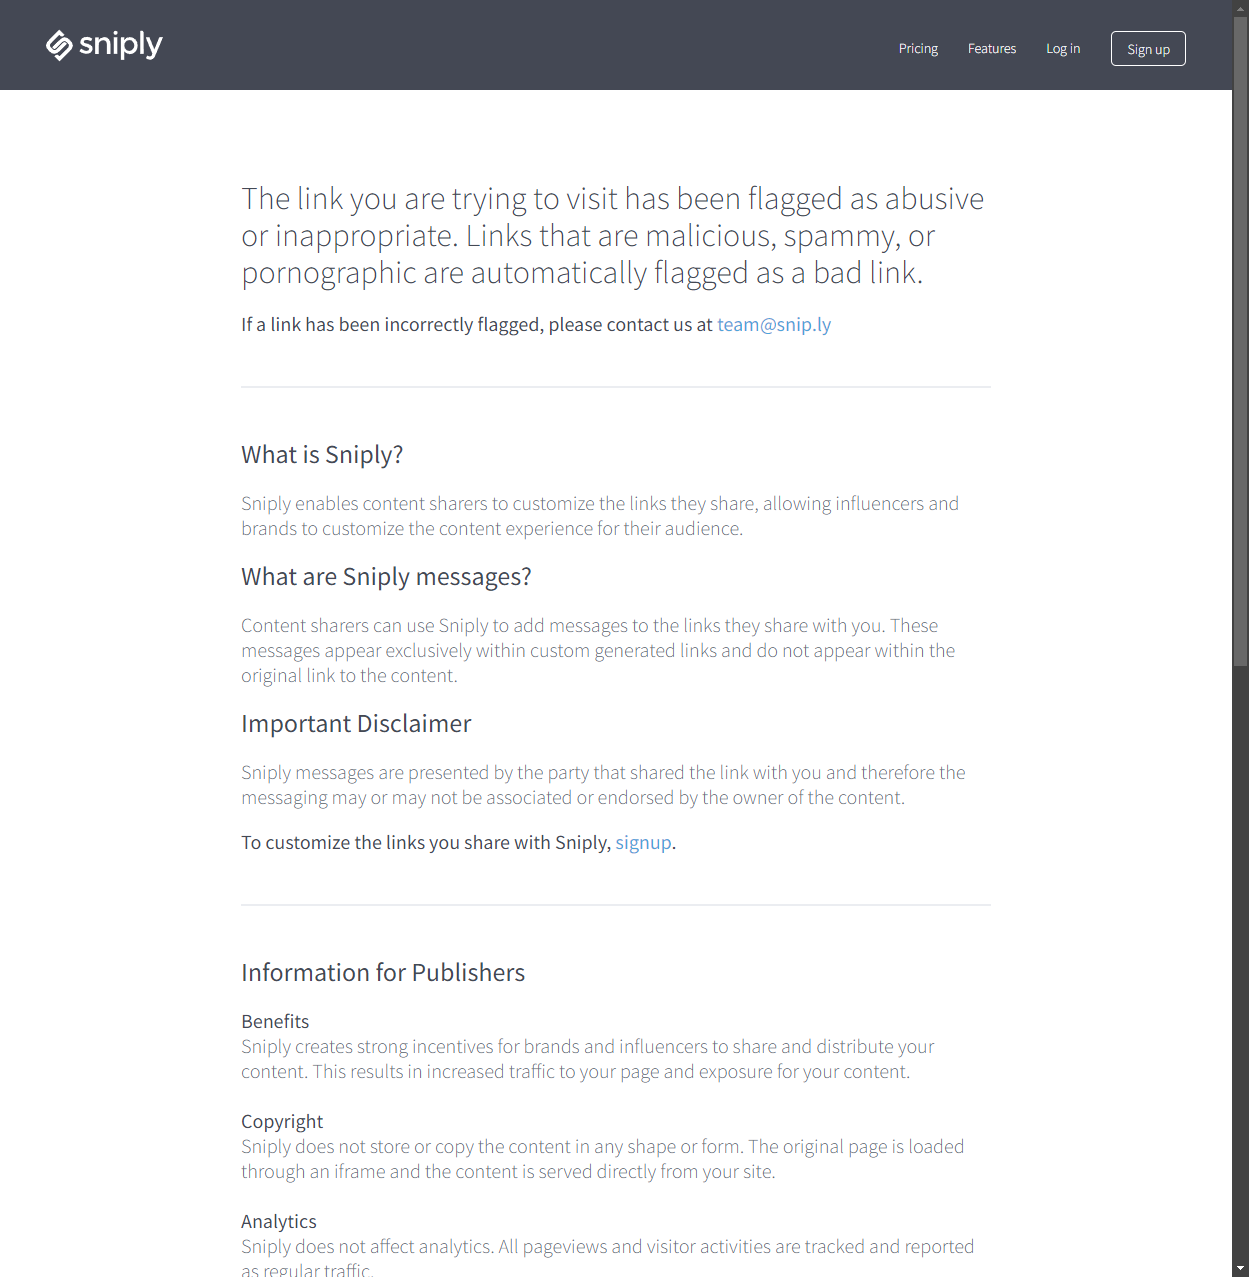 sniply
Pricing
Features
Log in
Sign up
The link you are trying to visit has been flagged as abusive
or inappropriate. Links that are malicious, spammy, or
pornographic are automatically flagged as a bad link.
If a link has been incorrectly flagged, please contact us at team@snip.ly
What is Sniply?
Sniply enables content sharers to customize the links they share, allowing influencers and
brands to customize the content experience for their audience.
What are Sniply messages?
Content sharers can use Sniply to add messages to the links they share with you. These
messages appear exclusively within custom generated links and do not appear within the
original link to the content.
Important Disclaimer
Sniply messages are presented by the party that shared the link with you and therefore the
messaging may or may not be associated or endorsed by the owner of the content.
To customize the links you share with Sniply, signup.
Information for Publishers
Benefits
Sniply creates strong incentives for brands and influencers to share and distribute your
content. This results in increased traffic to your page and exposure for your content.
Copyright
Sniply does not store or copy the content in any shape or form. The original page is loaded
through an iframe and the content is served directly from your site.
Analytics
Sniply does not affect analytics. All pageviews and visitor activities are tracked and reported
as regular traffic.